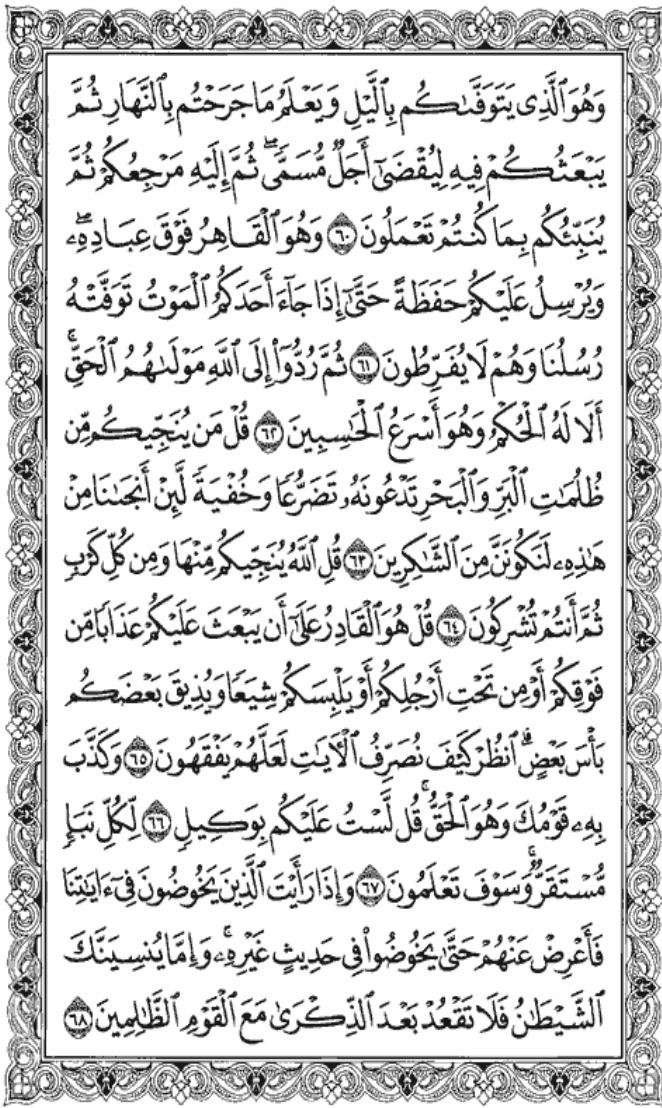 وَهُوَ ٱلَّذِى يَتَوَفَّىٰكُم بِٱلَّيْلِ وَيَعْلَمُ مَا جَرَحْتُم بِٱلنَّهَارِ ثُمَّ
يَبْعَثُكُمْ فِيهِ لِيُقْضَىٰٓ أَجَلٌ مُّسَمًّى ۖ ثُمَّ إِلَيْهِ مَرْجِعُكُمْ ثُمَّ
يُنَبِّئُكُم بِمَا كُنتُمْ تَعْمَلُونَ ٦٠ وَهُوَ ٱلْقَاهِرُ فَوْقَ عِبَادِهِۦ ۖ
وَيُرْسِلُ عَلَيْكُمْ حَفَظَةً حَتَّىٰٓ إِذَا جَآءَ أَحَدَكُمُ ٱلْمَوْتُ تَوَفَّتْهُ
رُسُلُنَا وَهُمْ لَا يُفَرِّطُونَ ٦١ ثُمَّ رُدُّوٓا۟ إِلَى ٱللَّهِ مَوْلَىٰهُمُ ٱلْحَقِّ ۚ
أَلَا لَهُ ٱلْحُكْمُ وَهُوَ أَسْرَعُ ٱلْحَٰسِبِينَ ٦٢ قُلْ مَن يُنَجِّيكُم مِّن
ظُلُمَٰتِ ٱلْبَرِّ وَٱلْبَحْرِ تَدْعُونَهُۥ تَضَرُّعًا وَخُفْيَةً لَّئِنْ أَنجَىٰنَا مِنْ
هَٰذِهِۦ لَنَكُونَنَّ مِنَ ٱلشَّٰكِرِينَ ٦٣ قُلِ ٱللَّهُ يُنَجِّيكُم مِّنْهَا وَمِن كُلِّ كَرْبٍ
ثُمَّ أَنتُمْ تُشْرِكُونَ ٦٤ قُلْ هُوَ ٱلْقَادِرُ عَلَىٰٓ أَن يَبْعَثَ عَلَيْكُمْ عَذَابًا مِّن
فَوْقِكُمْ أَوْ مِن تَحْتِ أَرْجُلِكُمْ أَوْ يَلْبِسَكُمْ شِيَعًا وَيُذِيقَ بَعْضَكُم
بَأْسَ بَعْضٍ ۗ ٱنظُرْ كَيْفَ نُصَرِّفُ ٱلْءَايَٰتِ لَعَلَّهُمْ يَفْقَهُونَ ٦٥ وَكَذَّبَ
بِهِۦ قَوْمُكَ وَهُوَ ٱلْحَقُّ ۚ قُل لَّسْتُ عَلَيْكُم بِوَكِيلٍ ٦٦ لِّكُلِّ نَبَإٍ
مُّسْتَقَرٌّ ۚ وَسَوْفَ تَعْلَمُونَ ٦٧ وَإِذَا رَأَيْتَ ٱلَّذِينَ يَخُوضُونَ فِىٓ ءَايَٰتِنَا
فَأَعْرِضْ عَنْهُمْ حَتَّىٰ يَخُوضُوا۟ فِى حَدِيثٍ غَيْرِهِۦ ۚ وَإِمَّا يُنسِيَنَّكَ
ٱلشَّيْطَٰنُ فَلَا تَقْعُدْ بَعْدَ ٱلذِّكْرَىٰ مَعَ ٱلْقَوْمِ ٱلظَّٰلِمِينَ ٦٨